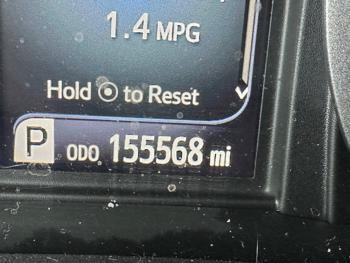 1.4 MPG
Hold to Reset
P ODO 155568 mi